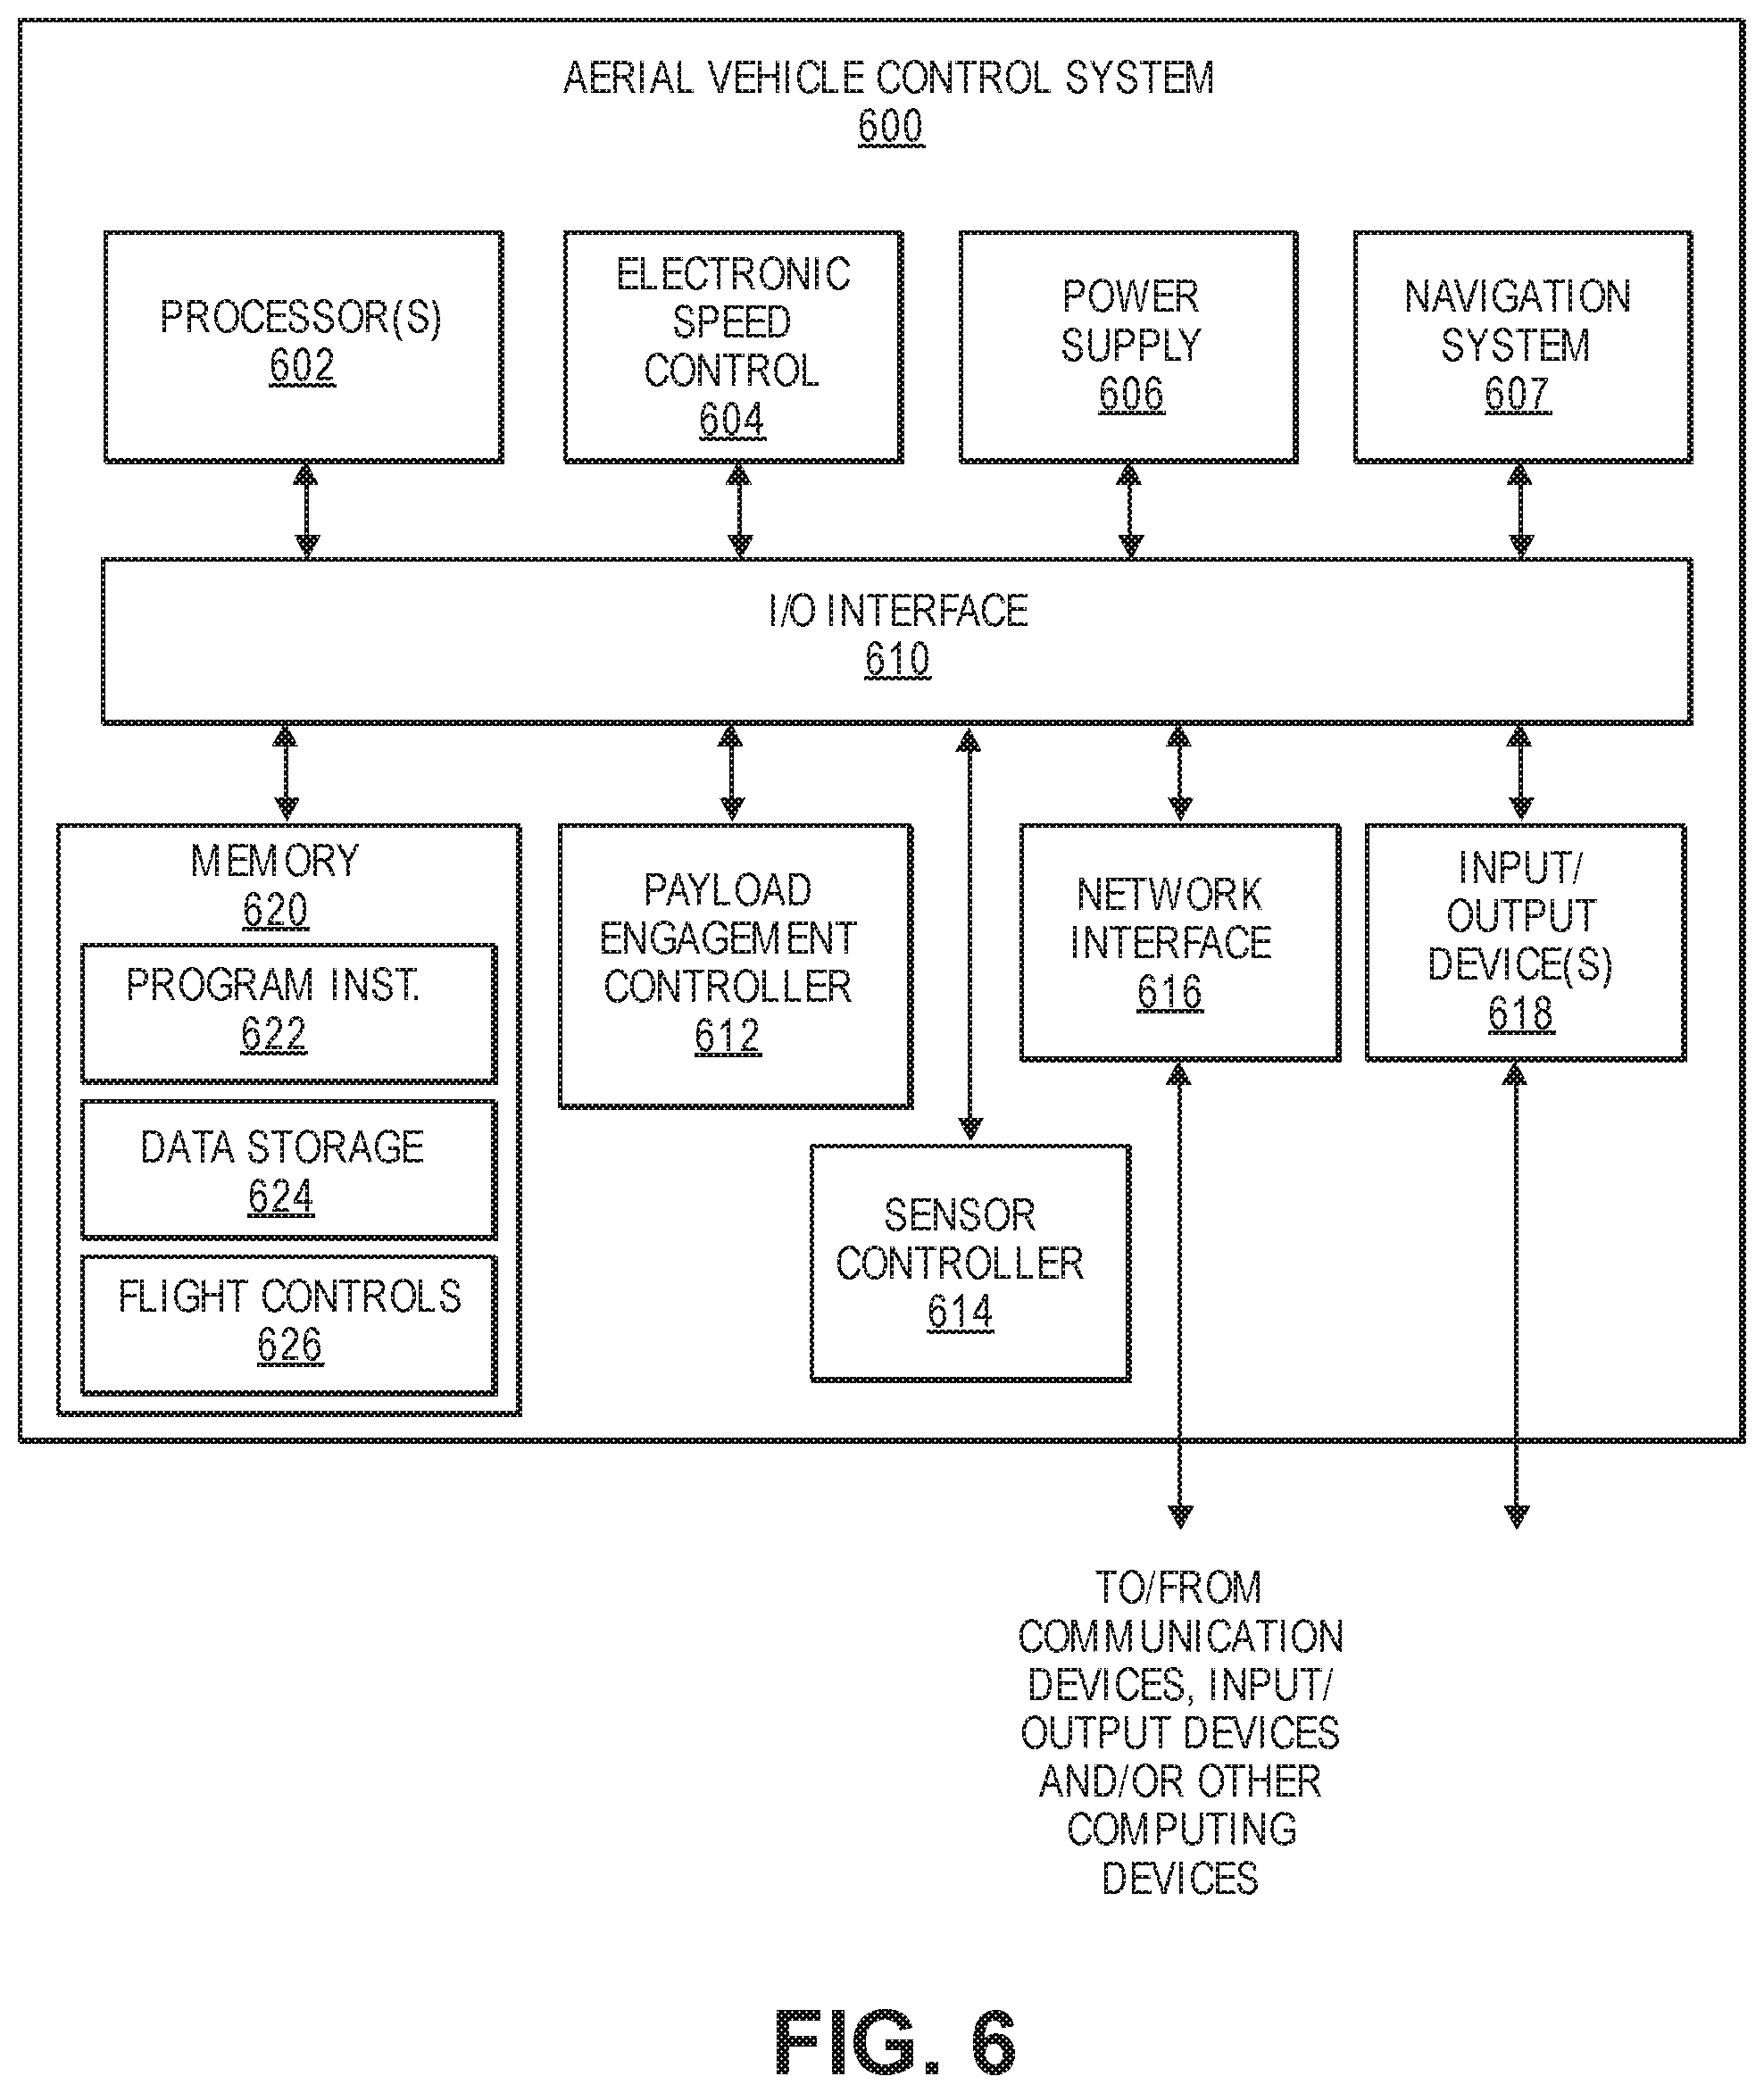 AERIAL VEHICLE CONTROL SYSTEM
600
PROCESSOR(S)
602
ELECTRONIC
SPEED
CONTROL
604
POWER
SUPPLY
606
NAVIGATION
SYSTEM
607
I/O INTERFACE
610
MEMORY
620
PROGRAM INST.
622
DATA STORAGE
624
FLIGHT CONTROLS
626
PAYLOAD
ENGAGEMENT
CONTROLLER
612
SENSOR
CONTROLLER
614
NETWORK
INTERFACE
616
INPUT/
OUTPUT
DEVICE(S)
618
TO/FROM
COMMUNICATION
DEVICES, INPUT/
OUTPUT DEVICES
AND/OR OTHER
COMPUTING
DEVICES
FIG. 6